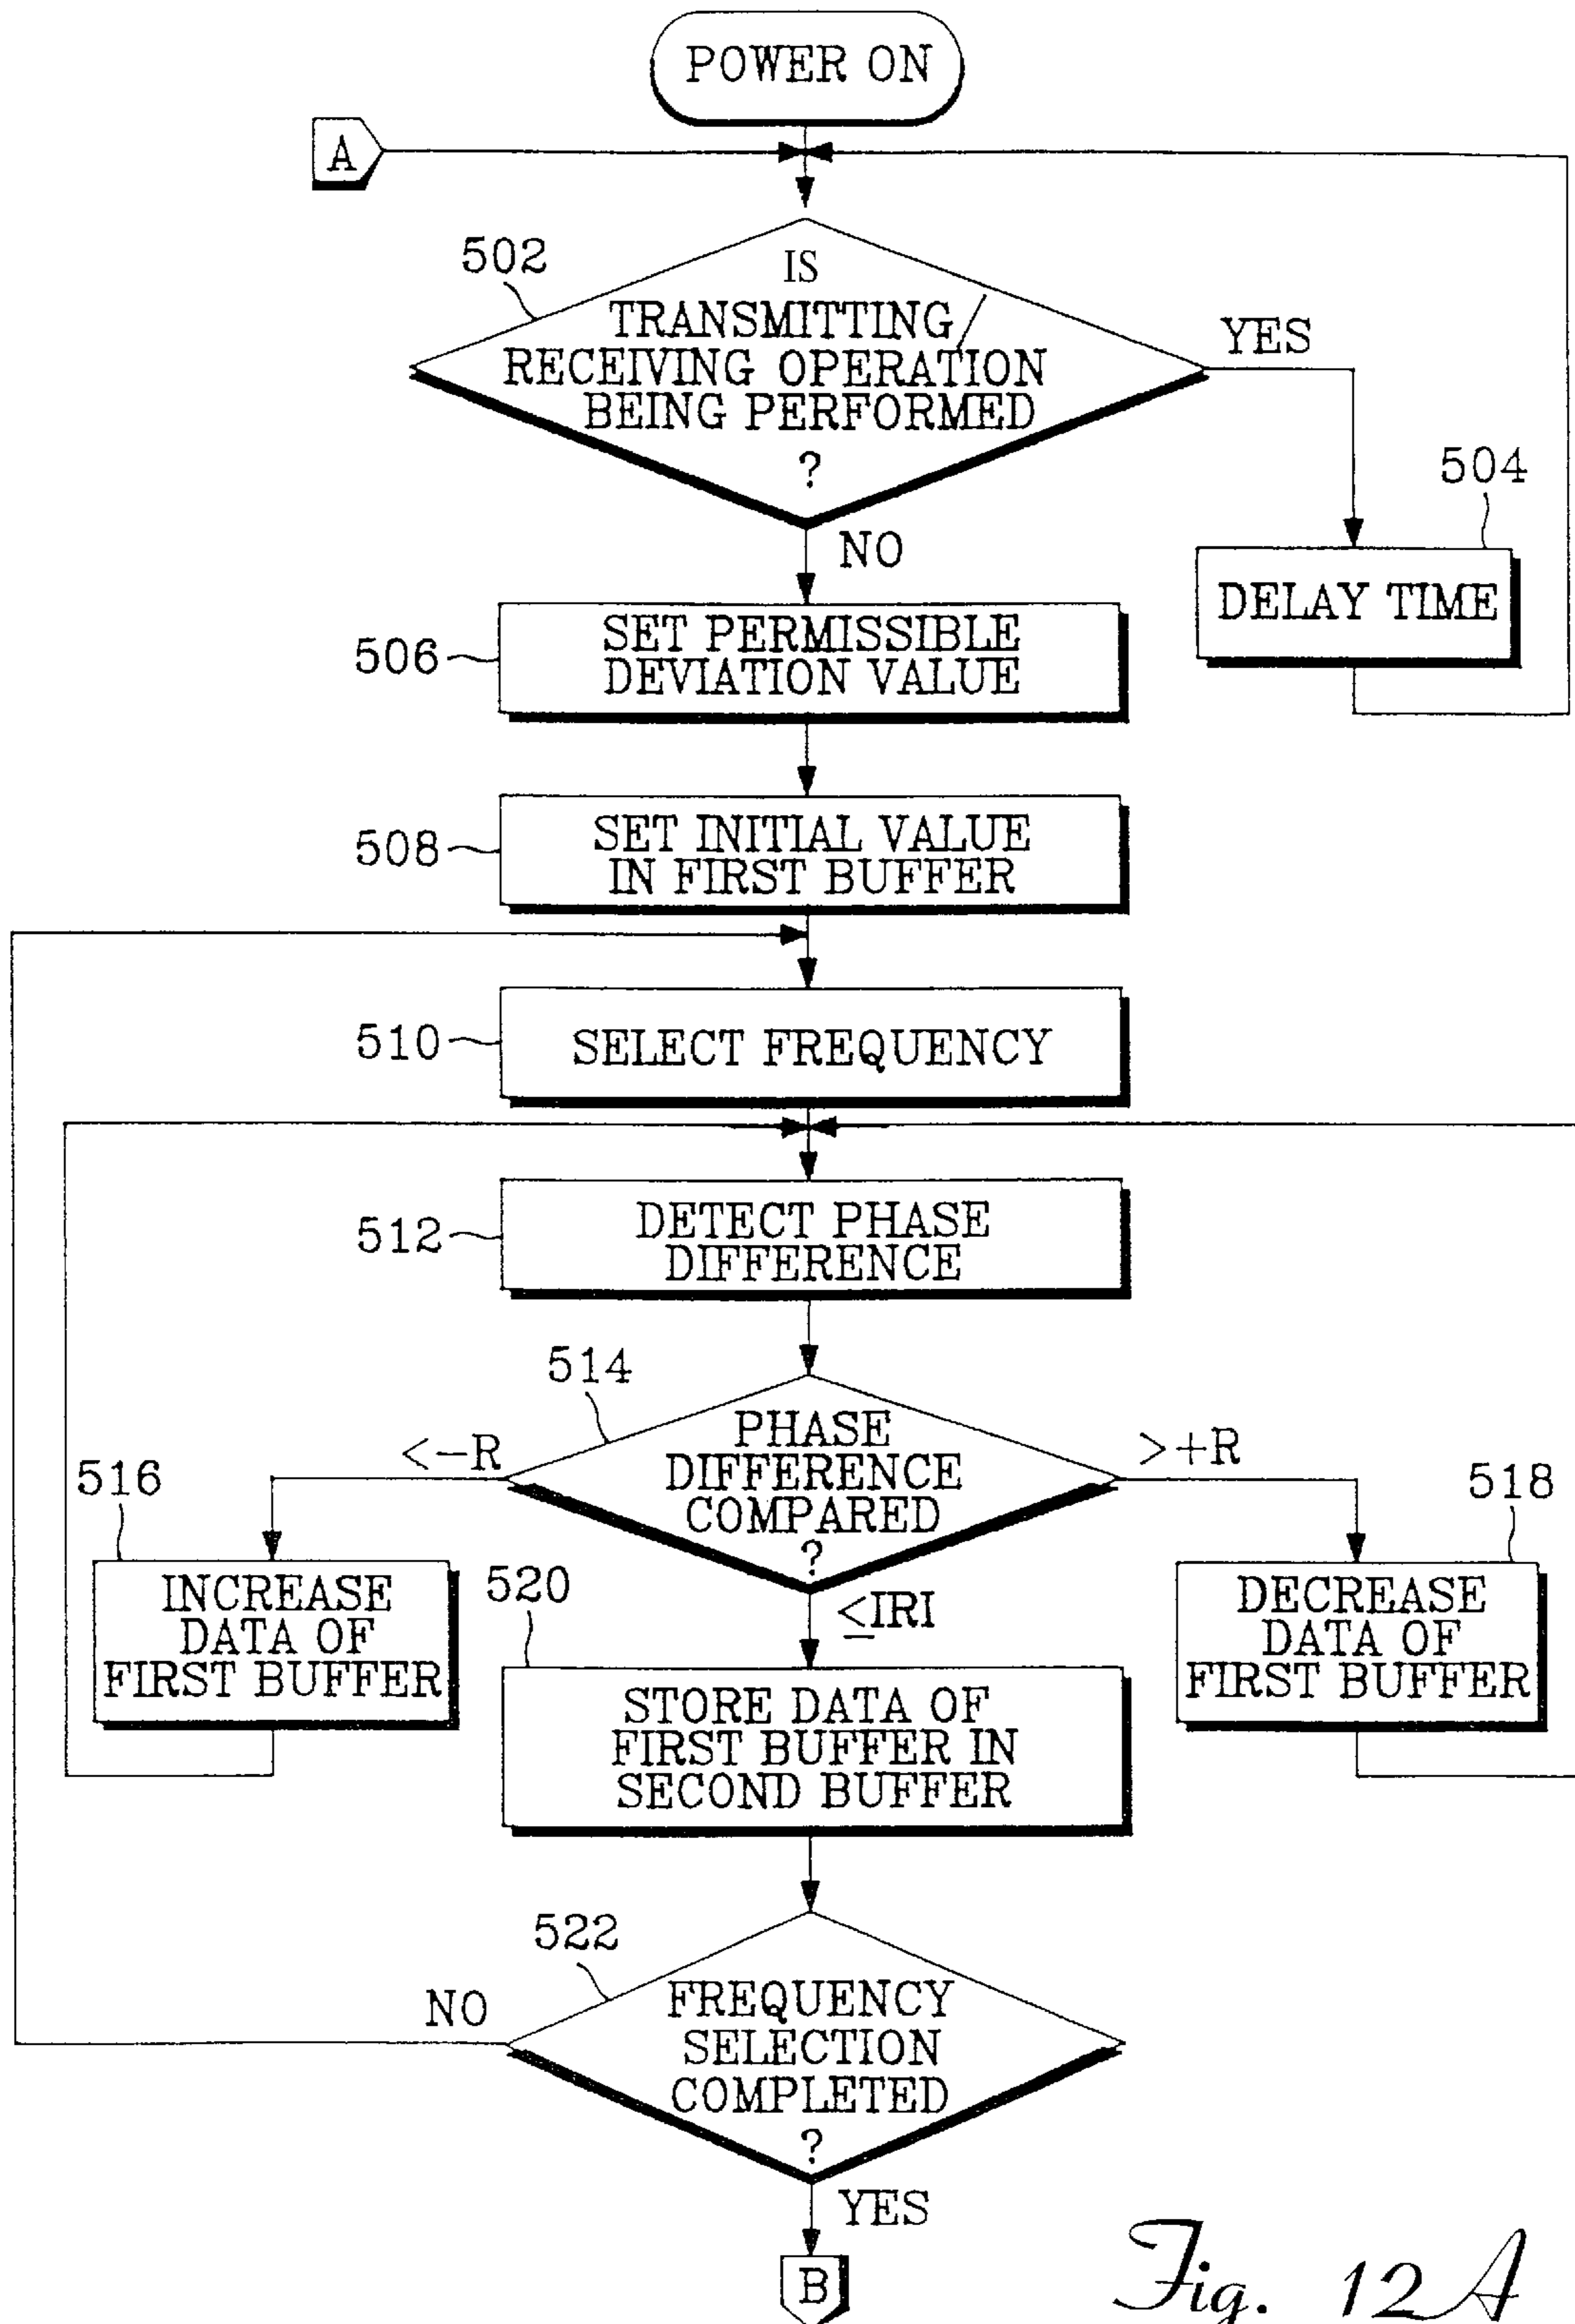 POWER ON
A
502
IS
TRANSMITTING/
RECEIVING OPERATION
BEING PERFORMED
?
YES
504
DELAY TIME
NO
506
SET PERMISSIBLE
DEVIATION VALUE
508
SET INITIAL VALUE
IN FIRST BUFFER
510
SELECT FREQUENCY
512
DETECT PHASE
DIFFERENCE
514
PHASE
DIFFERENCE
COMPARED
?
<-R
>+R
516
INCREASE
DATA OF
FIRST BUFFER
518
DECREASE
DATA OF
FIRST BUFFER
≤IRI
520
STORE DATA OF
FIRST BUFFER IN
SECOND BUFFER
522
FREQUENCY
SELECTION
COMPLETED
?
NO
YES
B
Fig. 12A